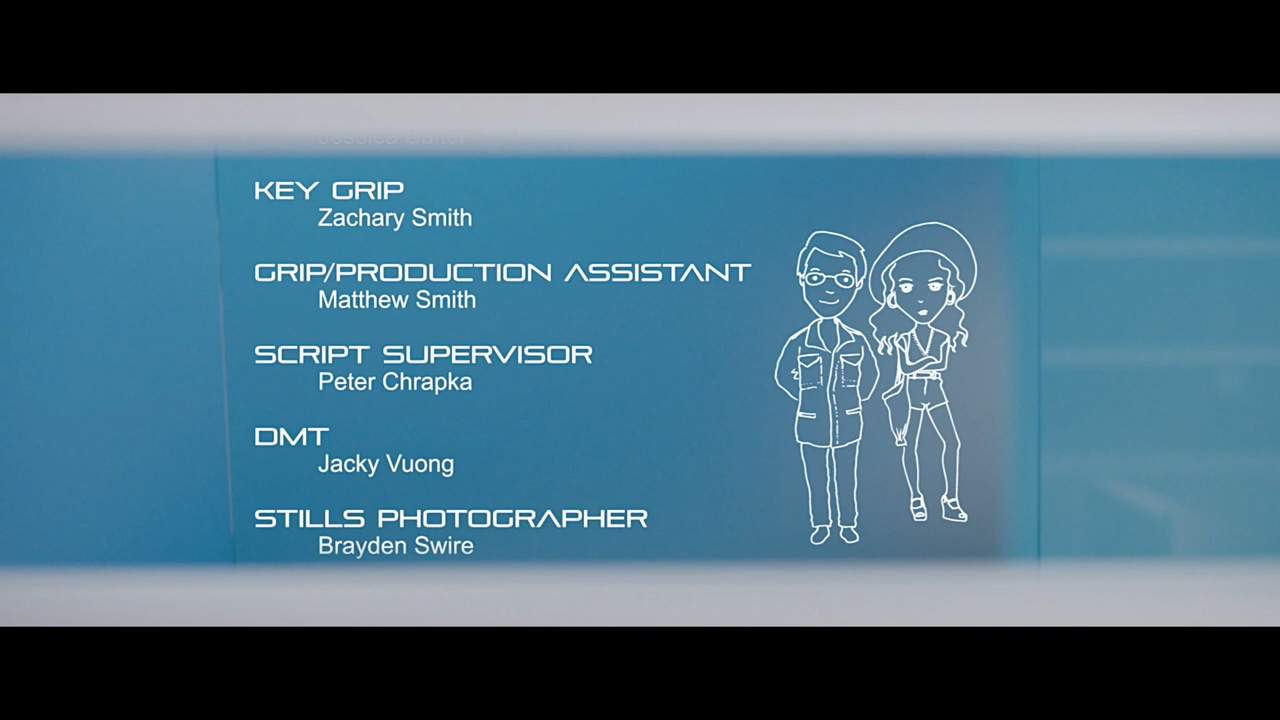 KEY GRIP
Zachary Smith
GRIP/PRODUCTION ASSISTANT
Matthew Smith
SCRIPT SUPERVISOR
Peter Chrapka
DMT
Jacky Vuong
STILLS PHOTOGRAPHER
Brayden Swire